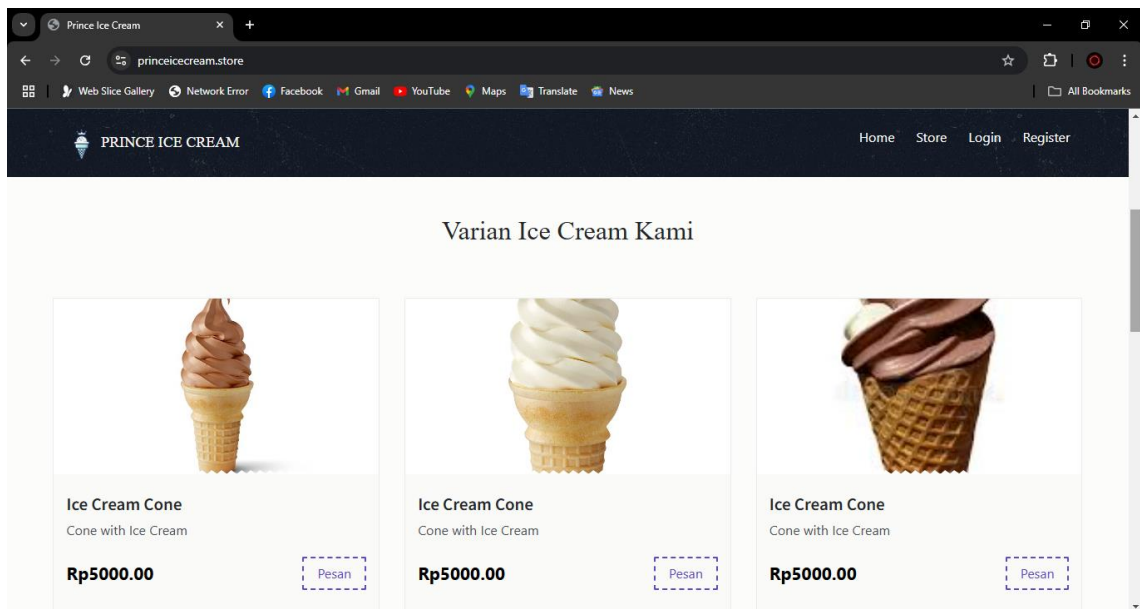 Prince Ice Cream
princeicecream.store
Web Slice Gallery Network Error Facebook Gmail YouTube Maps Translate News All Bookmarks
PRINCE ICE CREAM Home Store Login Register
Varian Ice Cream Kami
Ice Cream Cone Ice Cream Cone Ice Cream Cone
Cone with Ice Cream Cone with Ice Cream Cone with Ice Cream
Rp5000.00 Pesan Rp5000.00 Pesan Rp5000.00 Pesan